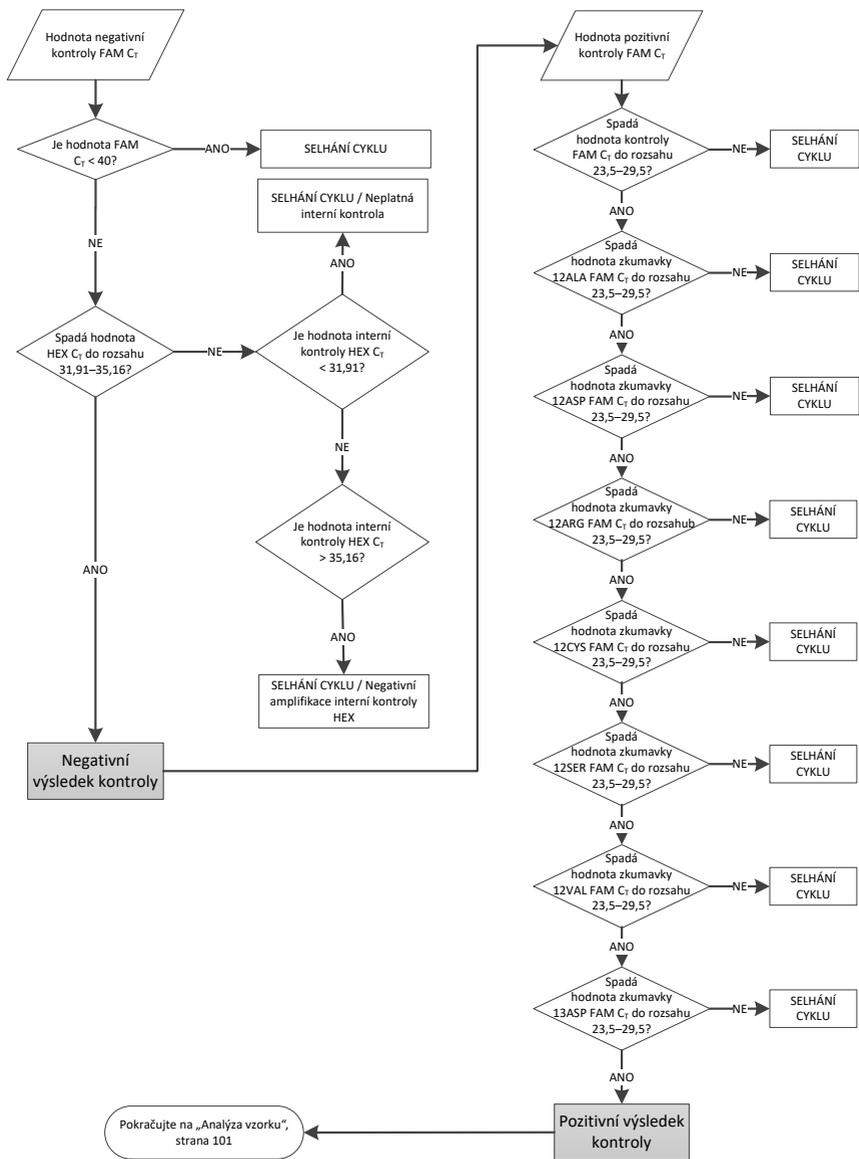 Hodnota negativní
kontroly FAM CT
Je hodnota FAM
CT < 40?
ANO
SELHÁNÍ CYKLU
NE
SELHÁNÍ CYKLU / Neplatná
interní kontrola
ANO
Spadá hodnota
HEX CT do rozsahu
31,91–35,16?
NE
Je hodnota interní
kontroly HEX CT
< 31,91?
NE
Je hodnota interní
kontroly HEX CT
> 35,16?
ANO
ANO
SELHÁNÍ CYKLU / Negativní
amplifikace interní kontroly
HEX
Negativní
výsledek kontroly
Hodnota pozitivní
kontroly FAM CT
Spadá
hodnota kontroly
FAM CT do rozsahu
23,5–29,5?
NE
SELHÁNÍ
CYKLU
ANO
Spadá
hodnota zkumavky
12ALA FAM CT do rozsahu
23,5–29,5?
NE
SELHÁNÍ
CYKLU
ANO
Spadá
hodnota zkumavky
12ASP FAM CT do rozsahu
23,5–29,5?
NE
SELHÁNÍ
CYKLU
ANO
Spadá
hodnota zkumavky
12ARG FAM CT do rozsahub
23,5–29,5?
NE
SELHÁNÍ
CYKLU
ANO
Spadá
hodnota zkumavky
12CYS FAM CT do rozsahu
23,5–29,5?
NE
SELHÁNÍ
CYKLU
ANO
Spadá
hodnota zkumavky
12SER FAM CT do rozsahu
23,5–29,5?
NE
SELHÁNÍ
CYKLU
ANO
Spadá
hodnota zkumavky
12VAL FAM CT do rozsahu
23,5–29,5?
NE
SELHÁNÍ
CYKLU
ANO
Spadá
hodnota zkumavky
13ASP FAM CT do rozsahu
23,5–29,5?
NE
SELHÁNÍ
CYKLU
ANO
Pozitivní výsledek
kontroly
Pokračujte na „Analýza vzorku“,
strana 101